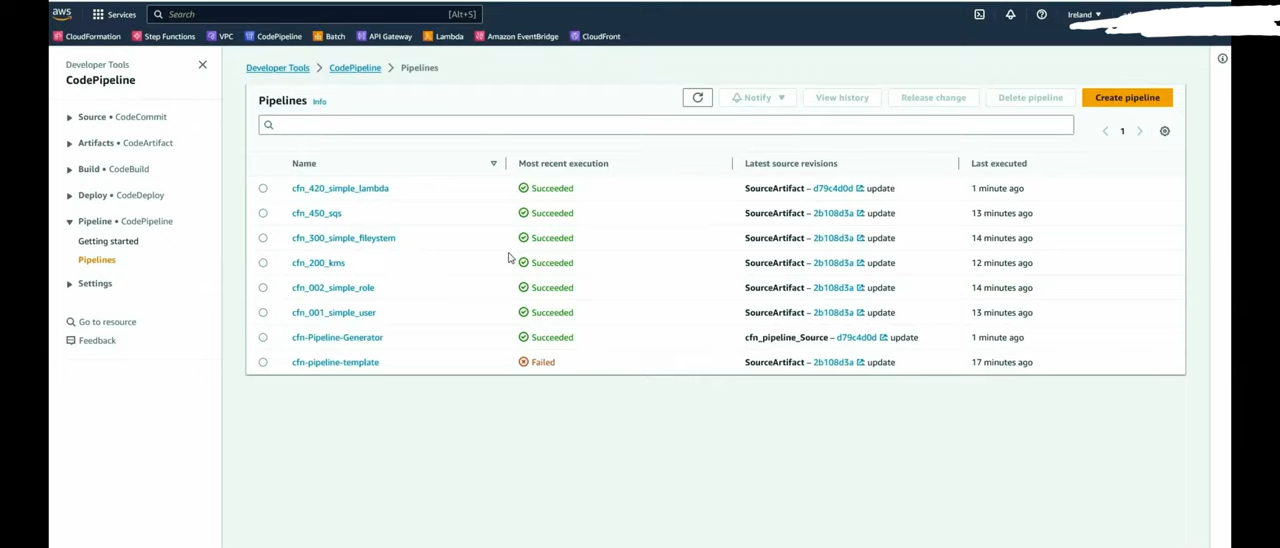 aws Services Search [Alt+S] Ireland
CloudFormation Step Functions VPC CodePipeline Batch API Gateway Lambda Amazon EventBridge CloudFront
Developer Tools
CodePipeline
Source • CodeCommit
Artifacts • CodeArtifact
Build • CodeBuild
Deploy • CodeDeploy
Pipeline • CodePipeline
Getting started
Pipelines
Settings
Go to resource
Feedback
Developer Tools > CodePipeline > Pipelines
Pipelines Info Notify View history Release change Delete pipeline Create pipeline
1
Name Most recent execution Latest source revisions Last executed
cfn_420_simple_lambda Succeeded SourceArtifact – d79c4d0d update 1 minute ago
cfn_450_sqs Succeeded SourceArtifact – 2b108d3a update 13 minutes ago
cfn_300_simple_fileystem Succeeded SourceArtifact – 2b108d3a update 14 minutes ago
cfn_200_kms Succeeded SourceArtifact – 2b108d3a update 12 minutes ago
cfn_002_simple_role Succeeded SourceArtifact – 2b108d3a update 14 minutes ago
cfn_001_simple_user Succeeded SourceArtifact – 2b108d3a update 13 minutes ago
cfn-Pipeline-Generator Succeeded cfn_pipeline_Source – d79c4d0d update 1 minute ago
cfn-pipeline-template Failed SourceArtifact – 2b108d3a update 17 minutes ago